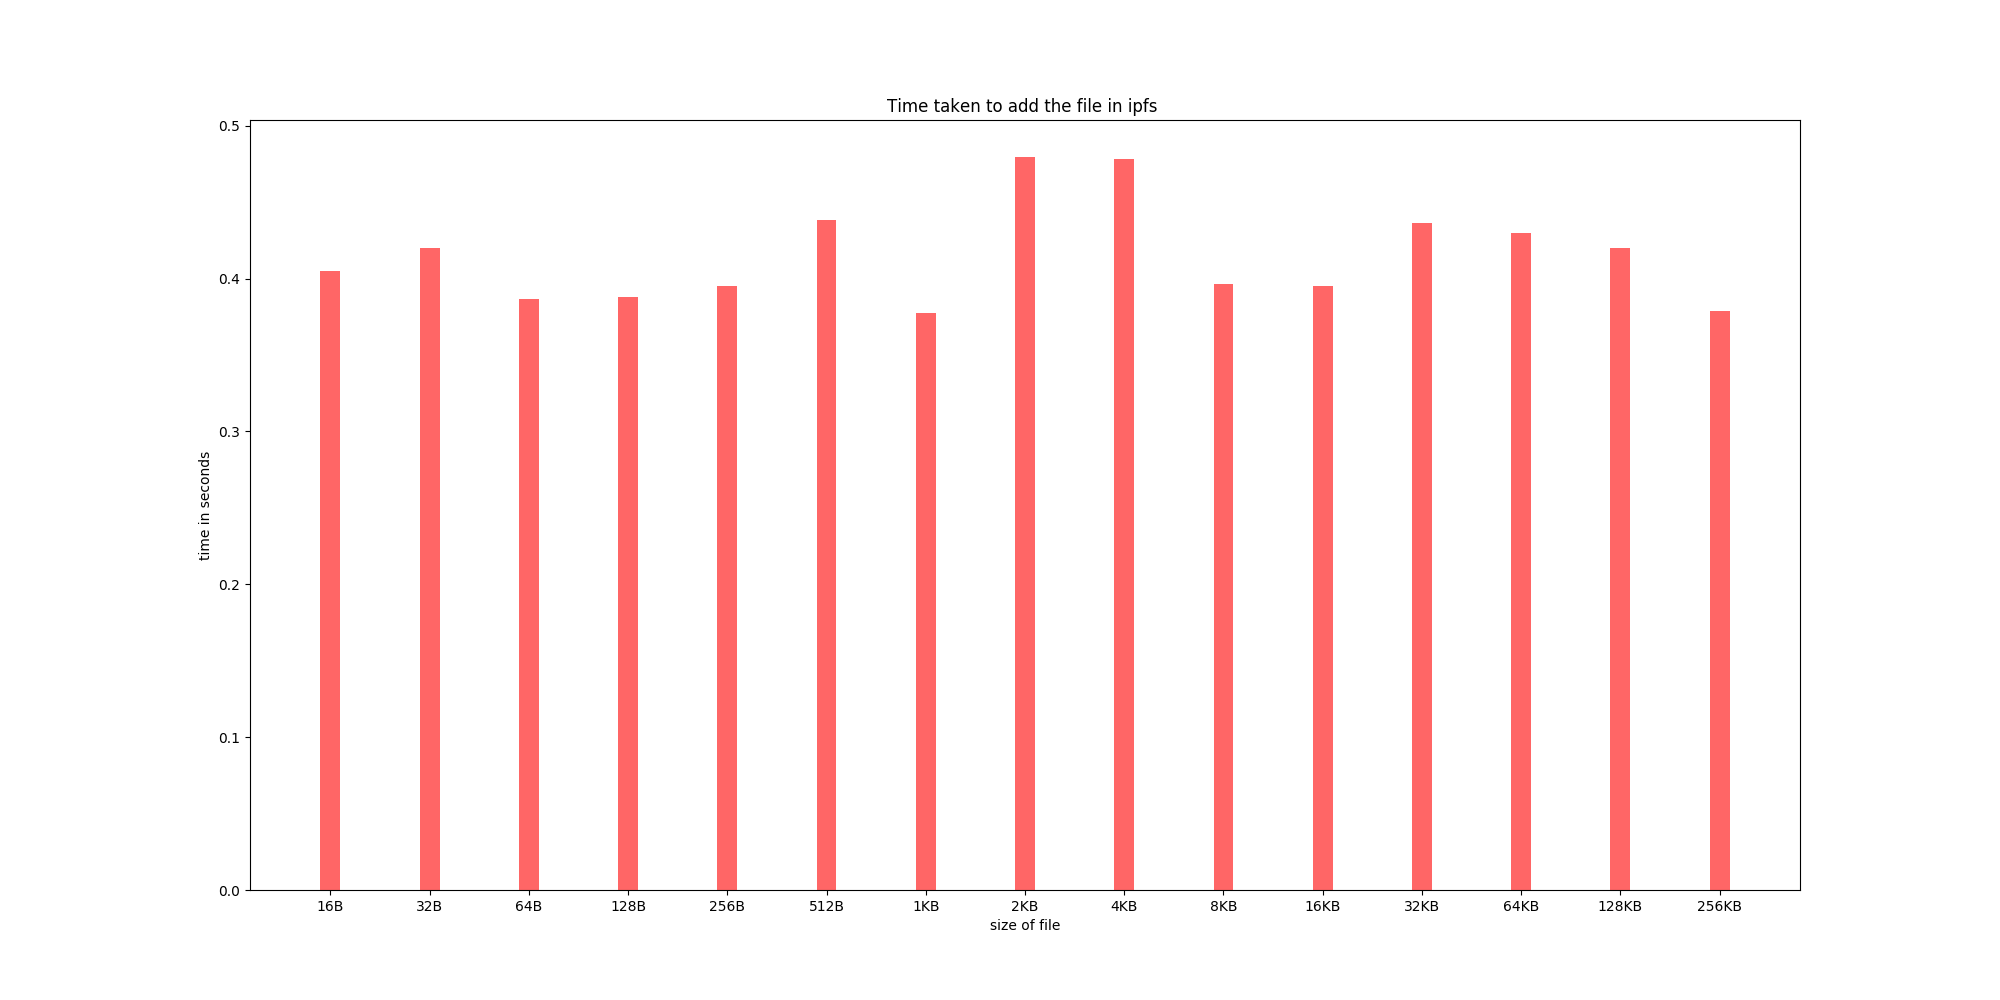 Time taken to add the file in ipfs
0.5
0.4
0.3
0.2
0.1
0.0
time in seconds
16B 32B 64B 128B 256B 512B 1KB 2KB 4KB 8KB 16KB 32KB 64KB 128KB 256KB
size of file